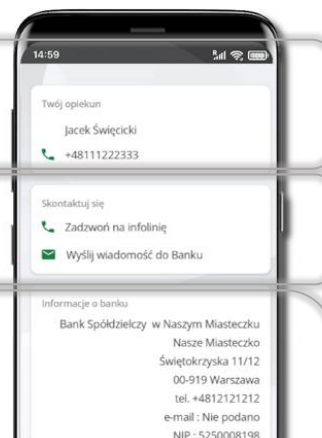 14:59
Twój opiekun
Jacek Święcicki
+48111222333
Skontaktuj się
Zadzwoń na infolinię
Wyślij wiadomość do Banku
Informacje o banku
Bank Spółdzielczy w Naszym Miasteczku
Nasze Miasteczko
Świętokrzyska 11/12
00-919 Warszawa
tel. +4812121212
e-mail : Nie podano
NIP : 5250008198